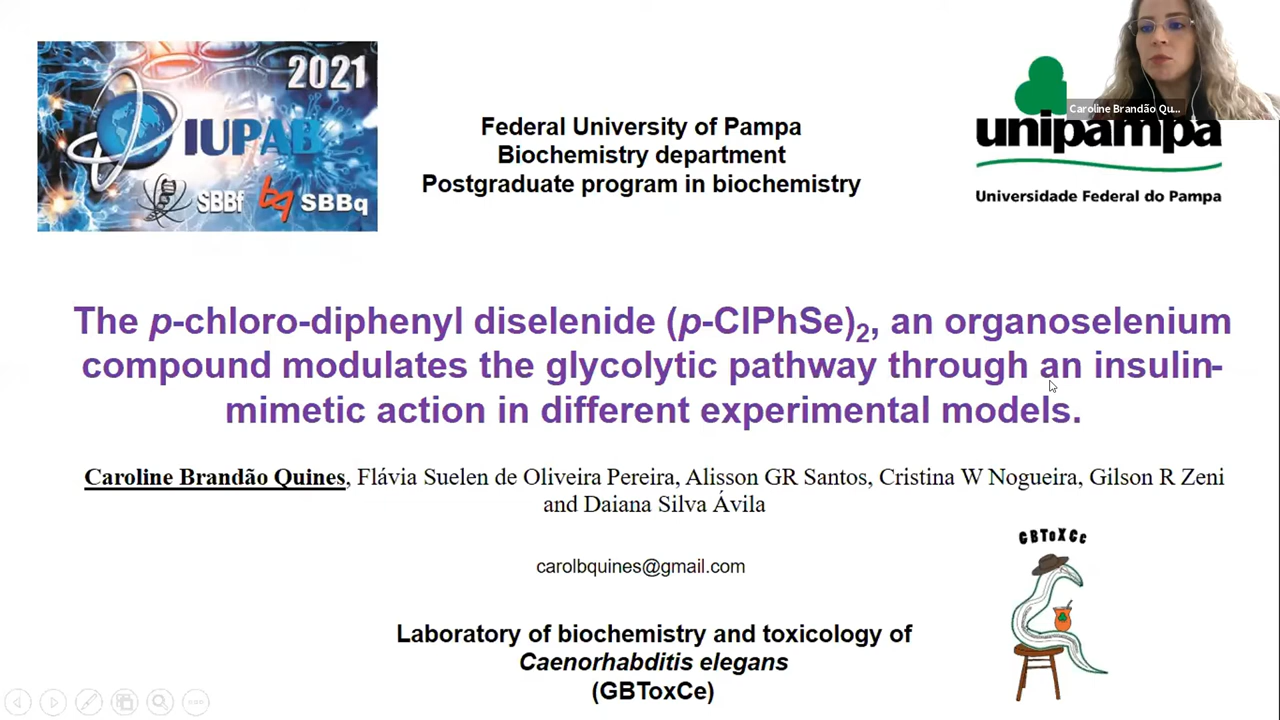 2021
IUPAB
SBBf
SBBq
Federal University of Pampa
Biochemistry department
Postgraduate program in biochemistry
Caroline Brandão Qu...
unipampa
Universidade Federal do Pampa
The p-chloro-diphenyl diselenide (p-ClPhSe)₂, an organoselenium
compound modulates the glycolytic pathway through an insulin-
mimetic action in different experimental models.
Caroline Brandão Quines, Flávia Suelen de Oliveira Pereira, Alisson GR Santos, Cristina W Nogueira, Gilson R Zeni
and Daiana Silva Ávila
carolbquines@gmail.com
GBToxCe
Laboratory of biochemistry and toxicology of
Caenorhabditis elegans
(GBToxCe)